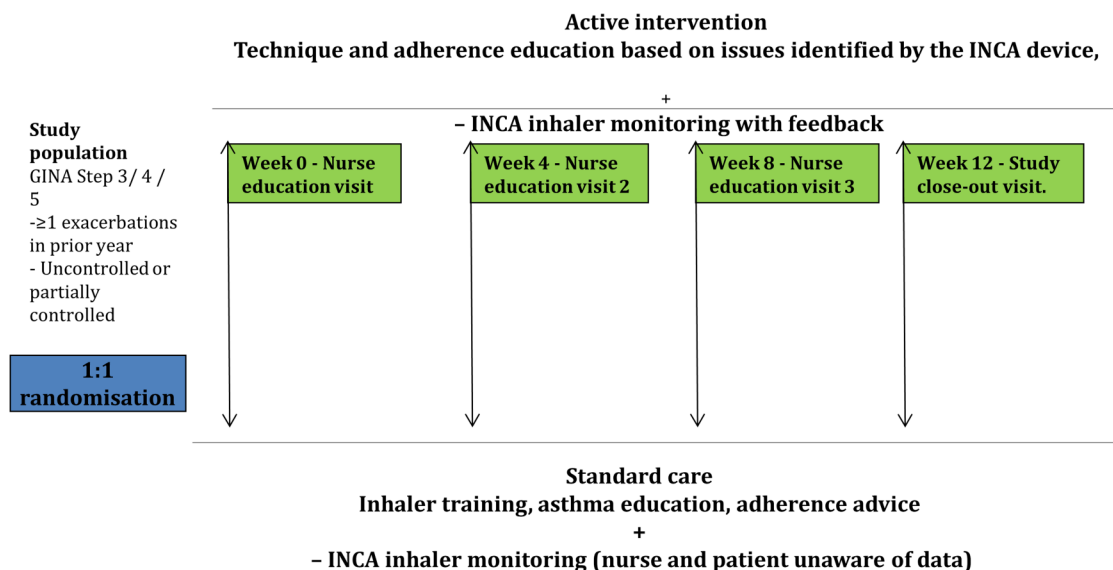 Active intervention
Technique and adherence education based on issues identified by the INCA device,
+
– INCA inhaler monitoring with feedback
Study
population
GINA Step 3/ 4 /
5
-≥1 exacerbations
in prior year
- Uncontrolled or
partially
controlled
1:1
randomisation
Week 0 - Nurse
education visit
Week 4 - Nurse
education visit 2
Week 8 - Nurse
education visit 3
Week 12 - Study
close-out visit.
Standard care
Inhaler training, asthma education, adherence advice
+
– INCA inhaler monitoring (nurse and patient unaware of data)